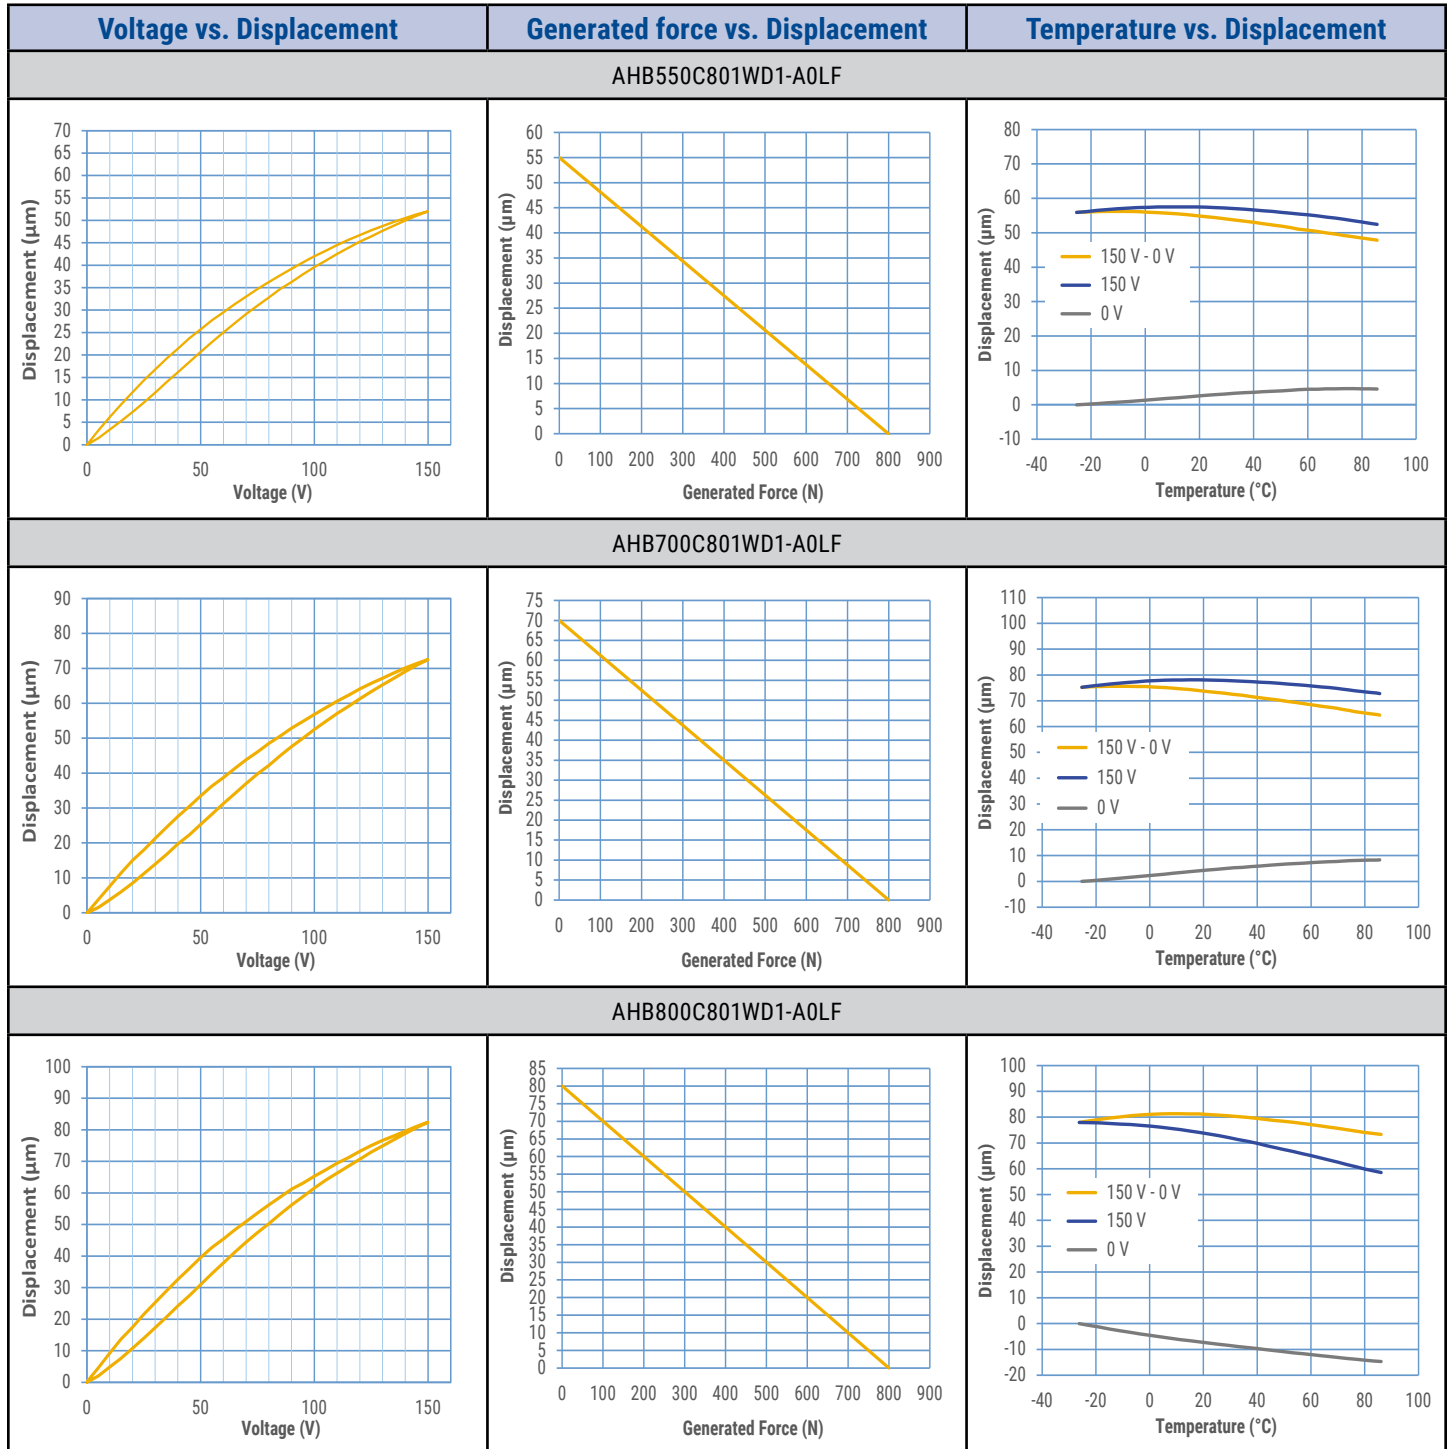 Voltage vs. Displacement
Generated force vs. Displacement
Temperature vs. Displacement
AHB550C801WD1-A0LF
Displacement (µm)
70
65
60
55
50
45
40
35
30
25
20
15
10
5
0
0 50 100 150
Voltage (V)
Displacement (µm)
60
55
50
45
40
35
30
25
20
15
10
5
0
0 100 200 300 400 500 600 700 800 900
Generated Force (N)
Displacement (µm)
80
70
60
50
40
30
20
10
0
-10
150 V - 0 V
150 V
0 V
-40 -20 0 20 40 60 80 100
Temperature (°C)
AHB700C801WD1-A0LF
Displacement (µm)
90
80
70
60
50
40
30
20
10
0
0 50 100 150
Voltage (V)
Displacement (µm)
75
70
65
60
55
50
45
40
35
30
25
20
15
10
5
0
0 100 200 300 400 500 600 700 800 900
Generated Force (N)
Displacement (µm)
110
100
90
80
70
60
50
40
30
20
10
0
-10
150 V - 0 V
150 V
0 V
-40 -20 0 20 40 60 80 100
Temperature (°C)
AHB800C801WD1-A0LF
Displacement (µm)
100
90
80
70
60
50
40
30
20
10
0
0 50 100 150
Voltage (V)
Displacement (µm)
85
80
75
70
65
60
55
50
45
40
35
30
25
20
15
10
5
0
0 100 200 300 400 500 600 700 800 900
Generated Force (N)
Displacement (µm)
100
90
80
70
60
50
40
30
20
10
0
-10
-20
150 V - 0 V
150 V
0 V
-40 -20 0 20 40 60 80 100
Temperature (°C)